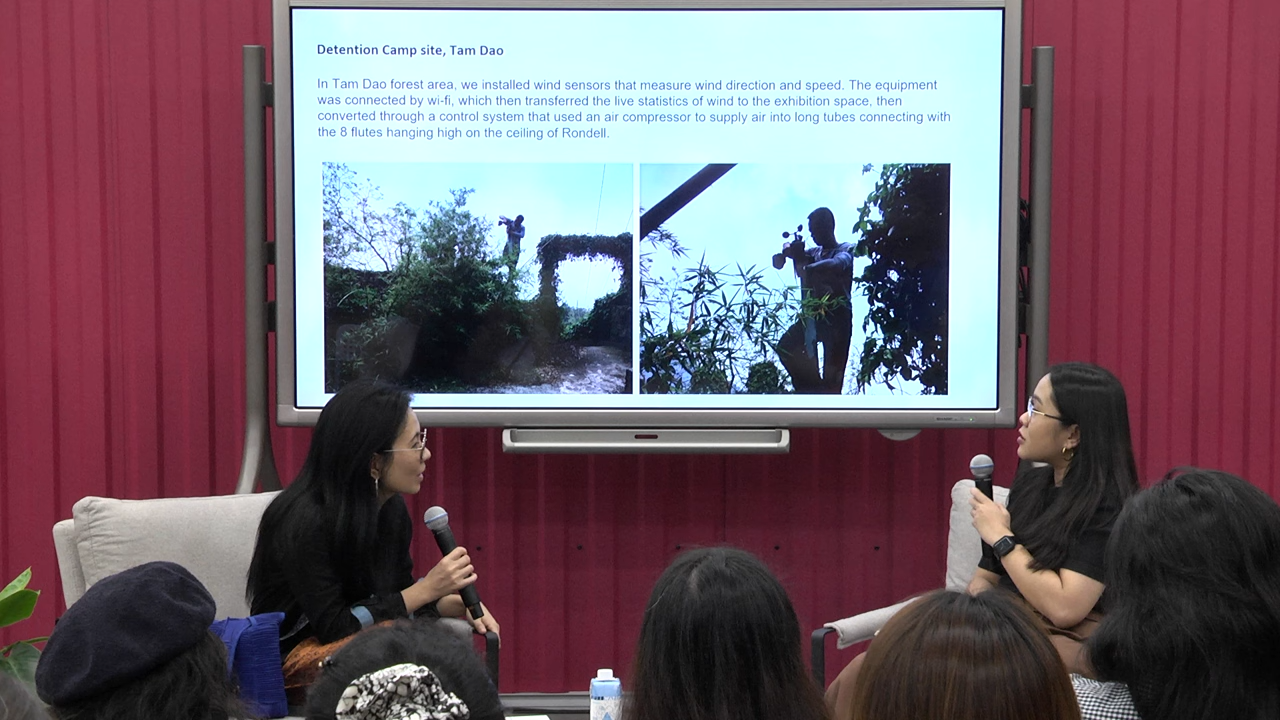 Detention Camp site, Tam Dao
In Tam Dao forest area, we installed wind sensors that measure wind direction and speed. The equipment
was connected by wi-fi, which then transferred the live statistics of wind to the exhibition space, then
converted through a control system that used an air compressor to supply air into long tubes connecting with
the 8 flutes hanging high on the ceiling of Rondell.